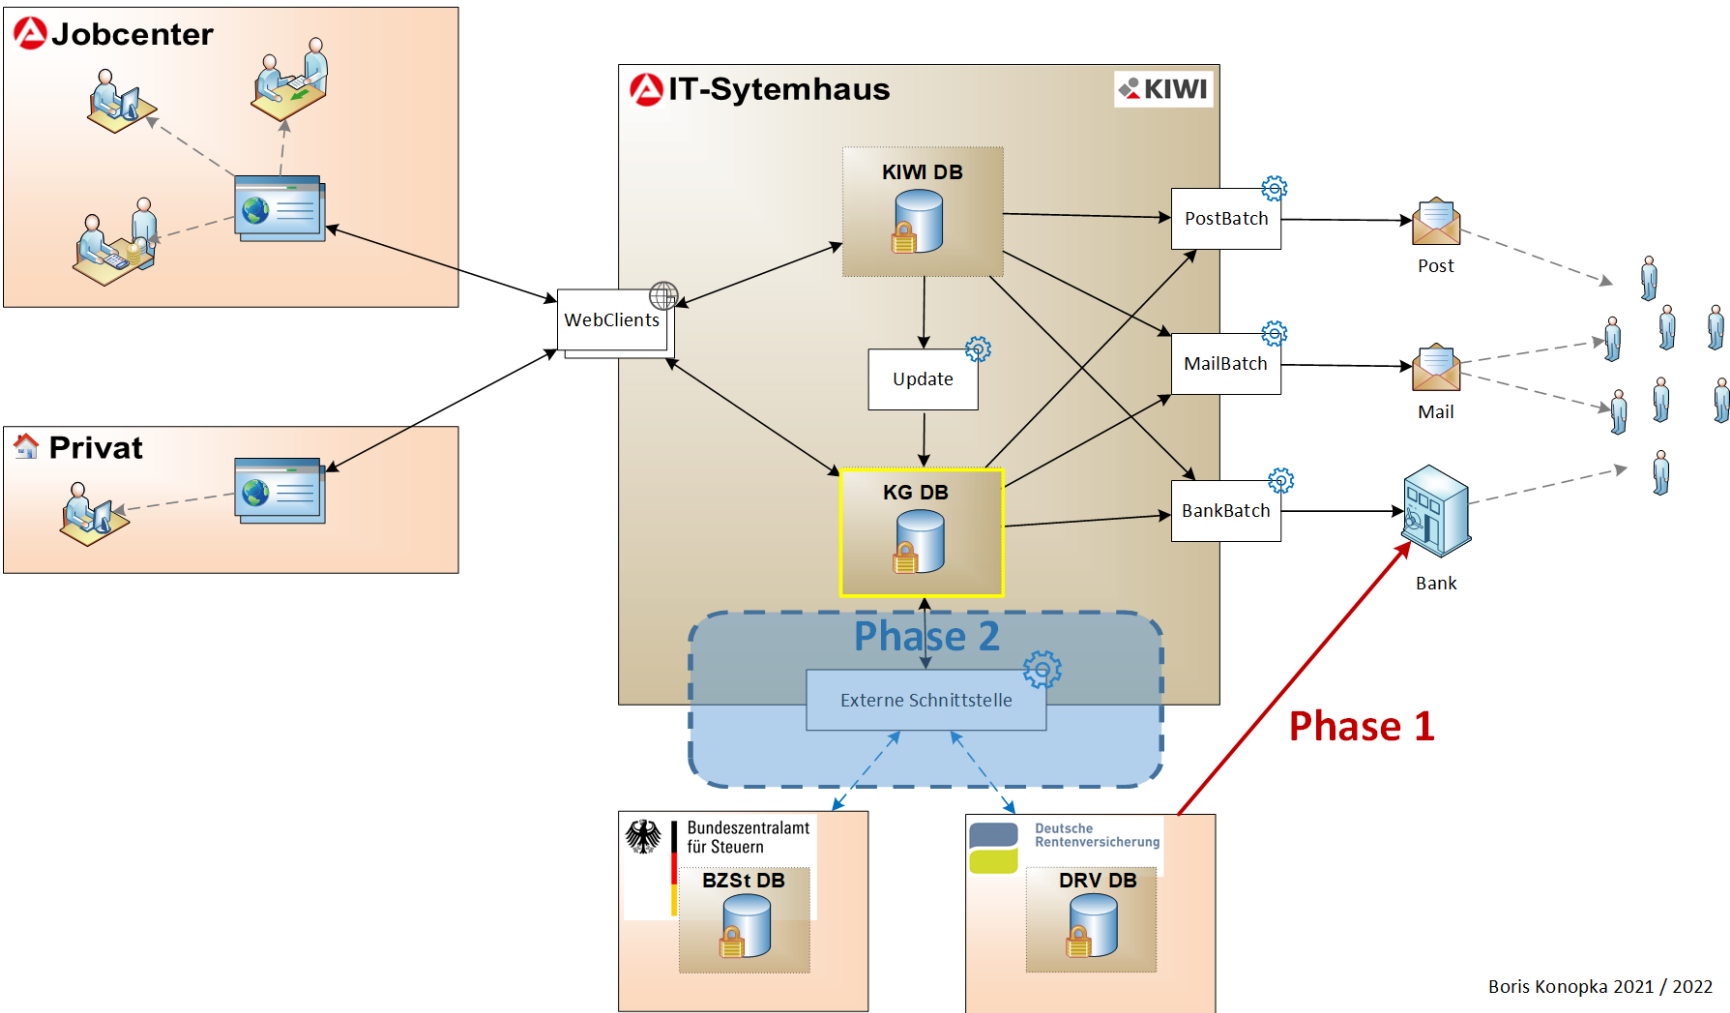 Jobcenter
IT-Sytemhaus
KIWI
KIWI DB
PostBatch
Post
WebClients
Update
MailBatch
Mail
Privat
KG DB
BankBatch
Bank
Phase 2
Externe Schnittstelle
Phase 1
Bundeszentralamt
für Steuern
BZSt DB
Deutsche
Rentenversicherung
DRV DB
Boris Konopka 2021 / 2022